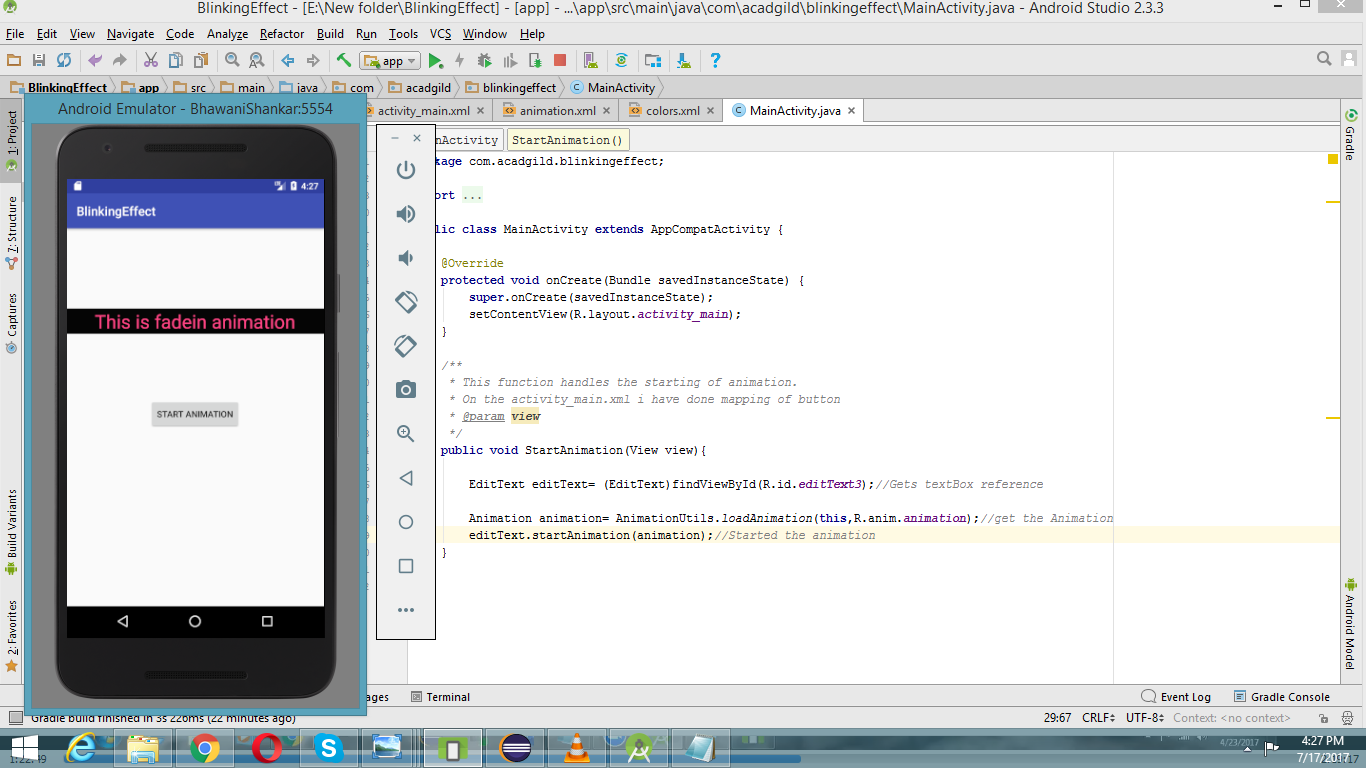 BlinkingEffect - [E:\New folder\BlinkingEffect] - [app] - ...\app\src\main\java\com\acadgild\blinkingeffect\MainActivity.java - Android Studio 2.3.3
File Edit View Navigate Code Analyze Refactor Build Run Tools VCS Window Help
app
BlinkingEffect app src main java com acadgild blinkingeffect MainActivity
Android Emulator - BhawaniShankar:5554
activity_main.xml animation.xml colors.xml MainActivity.java
nActivity StartAnimation()
1: Project
7: Structure
Captures
Build Variants
2: Favorites
4:27
BlinkingEffect
This is fadein animation
START ANIMATION
kage com.acadgild.blinkingeffect;
ort ...
lic class MainActivity extends AppCompatActivity {
@Override
protected void onCreate(Bundle savedInstanceState) {
super.onCreate(savedInstanceState);
setContentView(R.layout.activity_main);
}
/**
* This function handles the starting of animation.
* On the activity_main.xml i have done mapping of button
* @param view
*/
public void StartAnimation(View view){
EditText editText= (EditText)findViewById(R.id.editText3);//Gets textBox reference
Animation animation= AnimationUtils.loadAnimation(this,R.anim.animation);//get the Animation
editText.startAnimation(animation);//Started the animation
}
Gradle
Android Model
ages Terminal Event Log Gradle Console
Gradle build finished in 3s 226ms (22 minutes ago) 29:67 CRLF UTF-8 Context: <no context>
4/23/2017
4:27 PM
7/17/2017